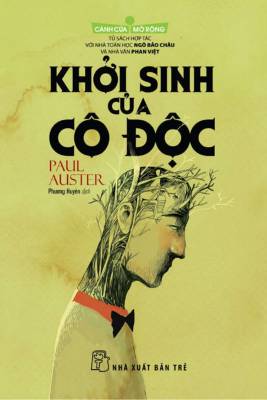 CÁNH CỬA MỞ RỘNG
TỦ SÁCH HỢP TÁC
VỚI NHÀ TOÁN HỌC NGÔ BẢO CHÂU
VÀ NHÀ VĂN PHAN VIỆT
KHỞI SINH
CỦA
CÔ ĐỘC
PAUL
AUSTER
Phương Huyên dịch
NHÀ XUẤT BẢN TRẺ